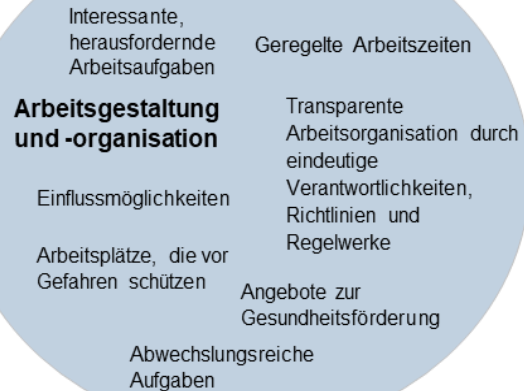 Interessante,
herausfordernde
Arbeitsaufgaben
Geregelte Arbeitszeiten
Arbeitsgestaltung
und -organisation
Transparente
Arbeitsorganisation durch
eindeutige
Verantwortlichkeiten,
Richtlinien und
Regelwerke
Einflussmöglichkeiten
Arbeitsplätze, die vor
Gefahren schützen
Angebote zur
Gesundheitsförderung
Abwechslungsreiche
Aufgaben